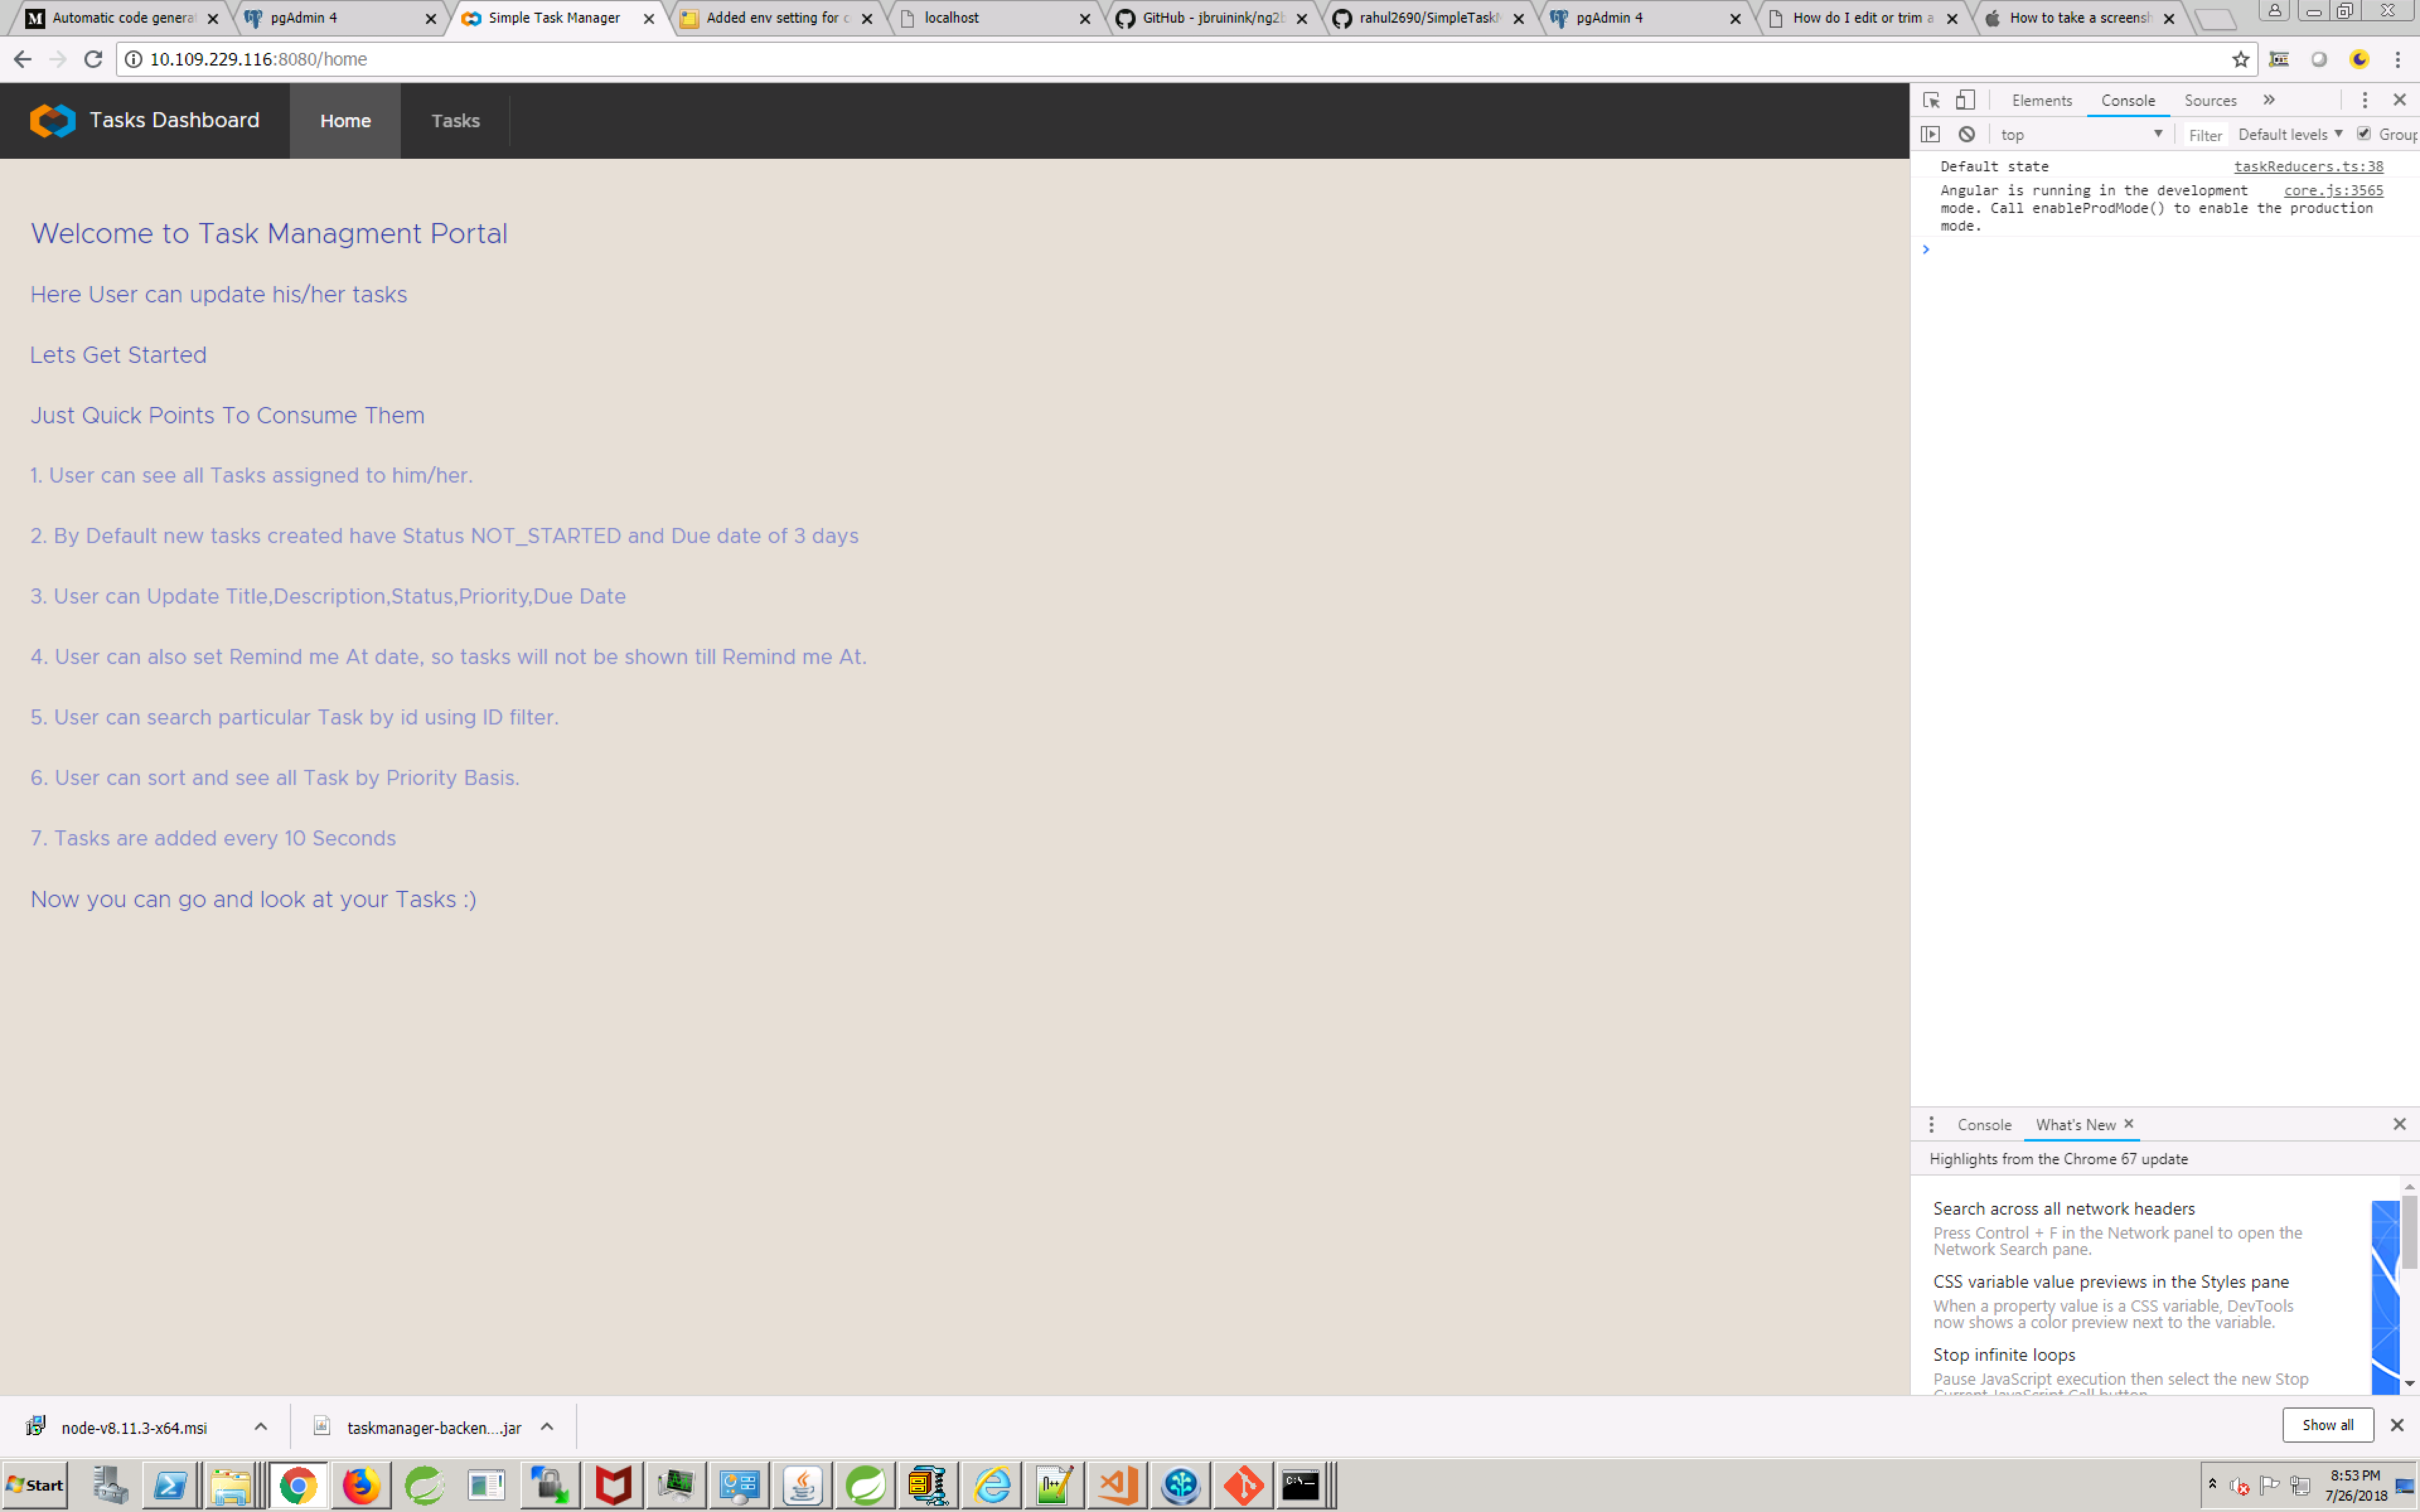 Automatic code genera
pgAdmin 4
Simple Task Manager
Added env setting for c
localhost
GitHub - jbruinink/ng2b
rahul2690/SimpleTaskM
pgAdmin 4
How do I edit or trim a
How to take a screensh
10.109.229.116:8080/home
Tasks Dashboard
Home
Tasks
Welcome to Task Managment Portal
Here User can update his/her tasks
Lets Get Started
Just Quick Points To Consume Them
1. User can see all Tasks assigned to him/her.
2. By Default new tasks created have Status NOT_STARTED and Due date of 3 days
3. User can Update Title,Description,Status,Priority,Due Date
4. User can also set Remind me At date, so tasks will not be shown till Remind me At.
5. User can search particular Task by id using ID filter.
6. User can sort and see all Task by Priority Basis.
7. Tasks are added every 10 Seconds
Now you can go and look at your Tasks :)
Elements
Console
Sources
top
Filter
Default levels
Group
Default state
taskReducers.ts:38
Angular is running in the development
core.js:3565
mode. Call enableProdMode() to enable the production
mode.
Console
What's New
Highlights from the Chrome 67 update
Search across all network headers
Press Control + F in the Network panel to open the
Network Search pane.
CSS variable value previews in the Styles pane
When a property value is a CSS variable, DevTools
now shows a color preview next to the variable.
Stop infinite loops
Pause JavaScript execution then select the new Stop
Current JavaScript Call button
node-v8.11.3-x64.msi
taskmanager-backen....jar
Show all
Start
8:53 PM
7/26/2018